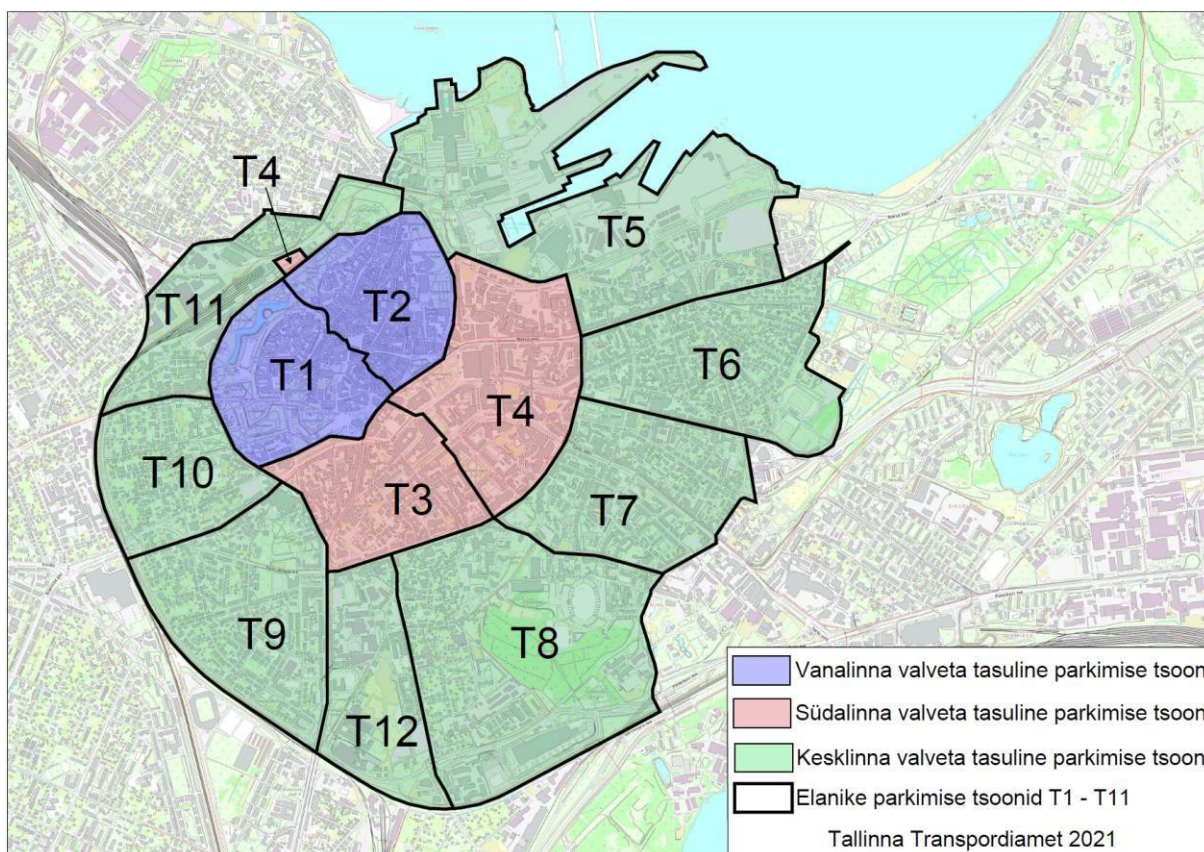 T4
T5
T11
T2
T1
T6
T4
T10
T3
T7
T9
T8
T12
Vanalinna valveta tasuline parkimise tsoon
Südalinna valveta tasuline parkimise tsoon
Kesklinna valveta tasuline parkimise tsoon
Elanike parkimise tsoonid T1 - T11
Tallinna Transpordiamet 2021